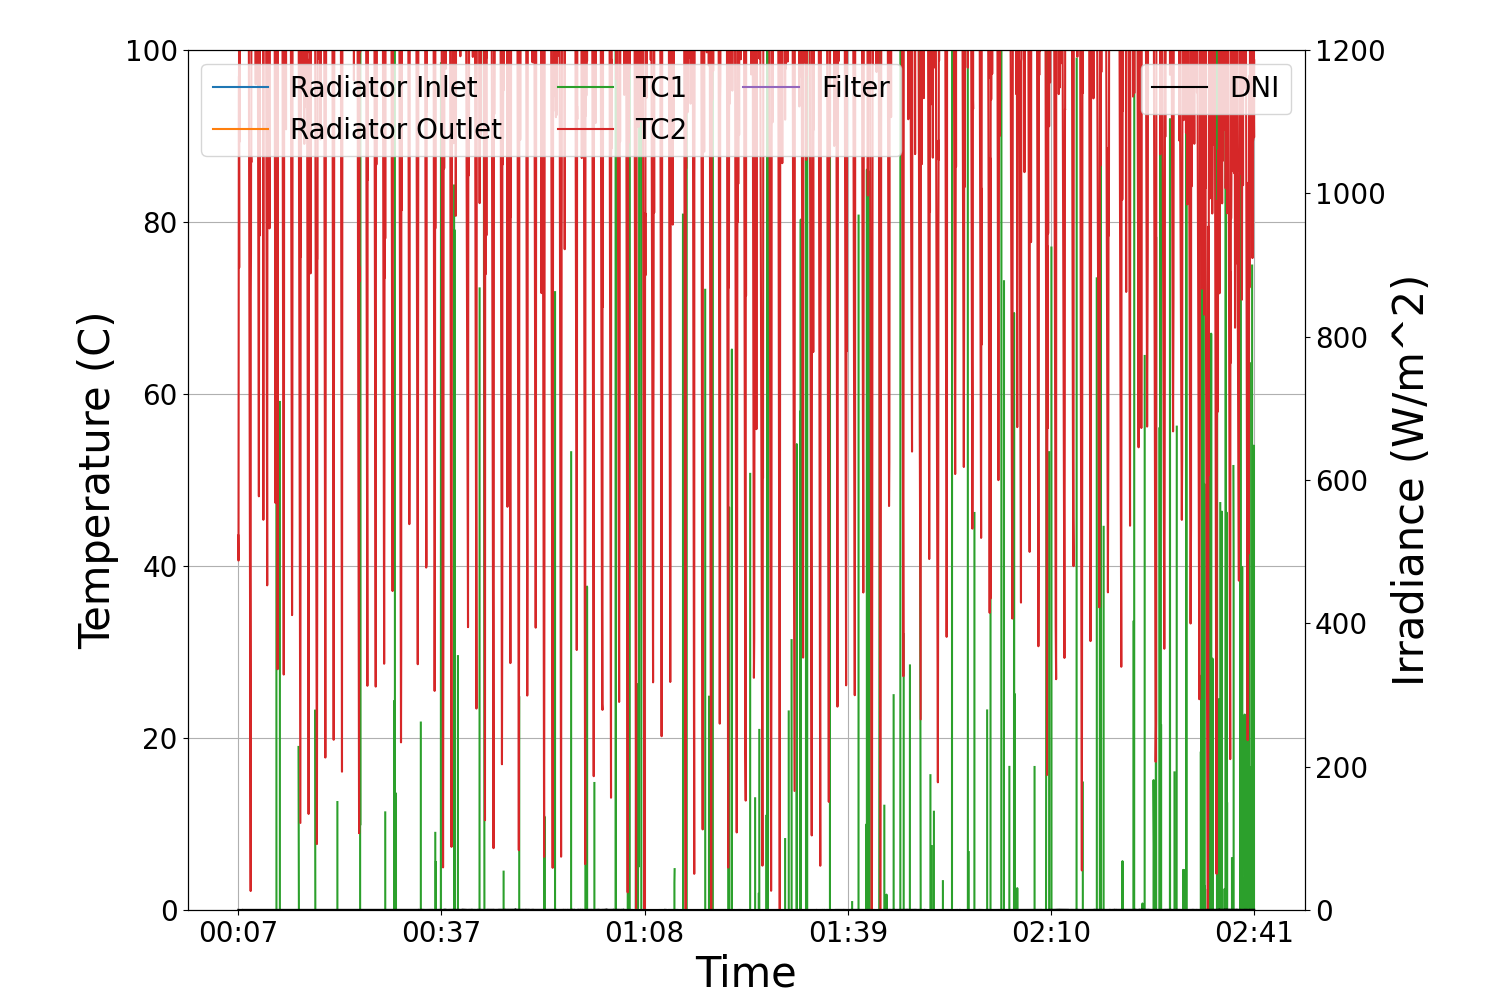 100
80
60
40
20
0
Temperature (C)
Radiator Inlet
Radiator Outlet
TC1
TC2
Filter
DNI
1200
1000
800
600
400
200
0
Irradiance (W/m^2)
00:07 00:37 01:08 01:39 02:10 02:41
Time